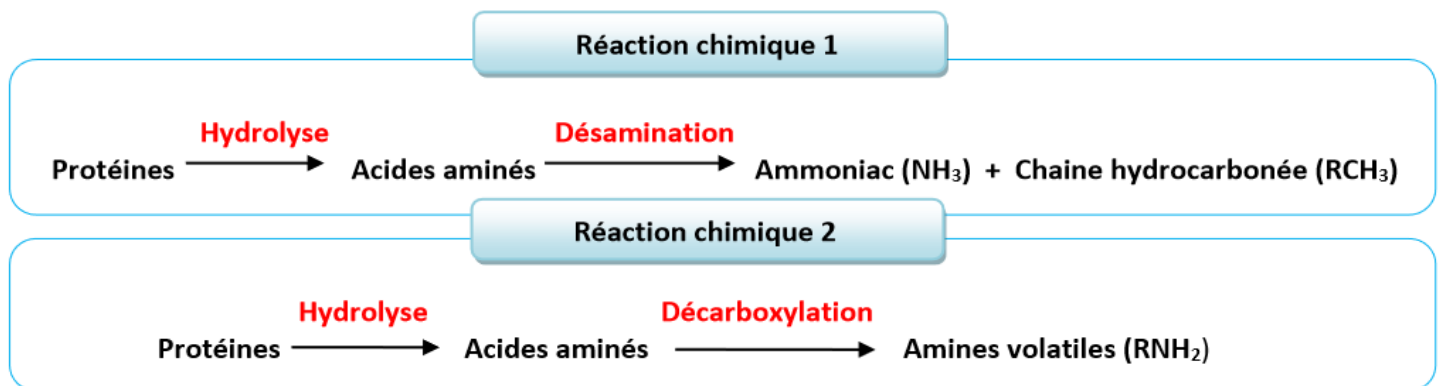 Réaction chimique 1
Hydrolyse Désamination
Protéines Acides aminés Ammoniac (NH₃) + Chaine hydrocarbonée (RCH₃)
Réaction chimique 2
Hydrolyse Décarboxylation
Protéines Acides aminés Amines volatiles (RNH₂)